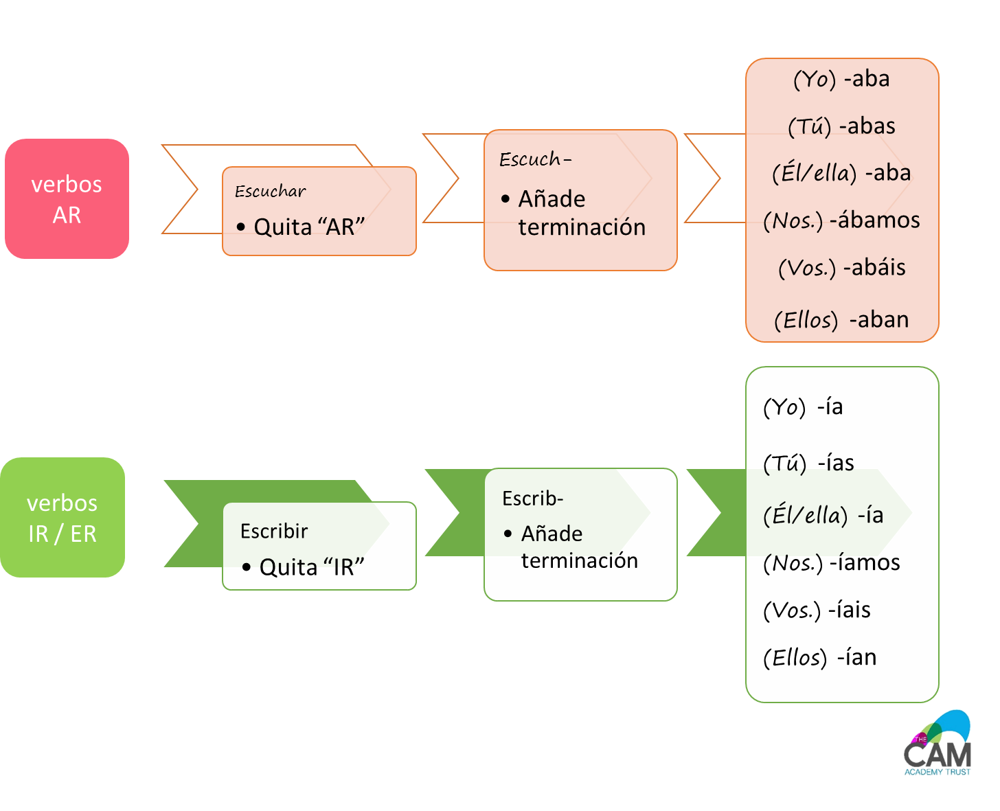 verbos
AR
Escuchar
• Quita “AR”
Escuch-
• Añade
terminación
(Yo) -aba
(Tú) -abas
(Él/ella) -aba
(Nos.) -ábamos
(Vos.) -abáis
(Ellos) -aban
verbos
IR / ER
Escribir
• Quita “IR”
Escrib-
• Añade
terminación
(Yo) -ía
(Tú) -ías
(Él/ella) -ía
(Nos.) -íamos
(Vos.) -íais
(Ellos) -ían
THE
CAM
ACADEMY TRUST